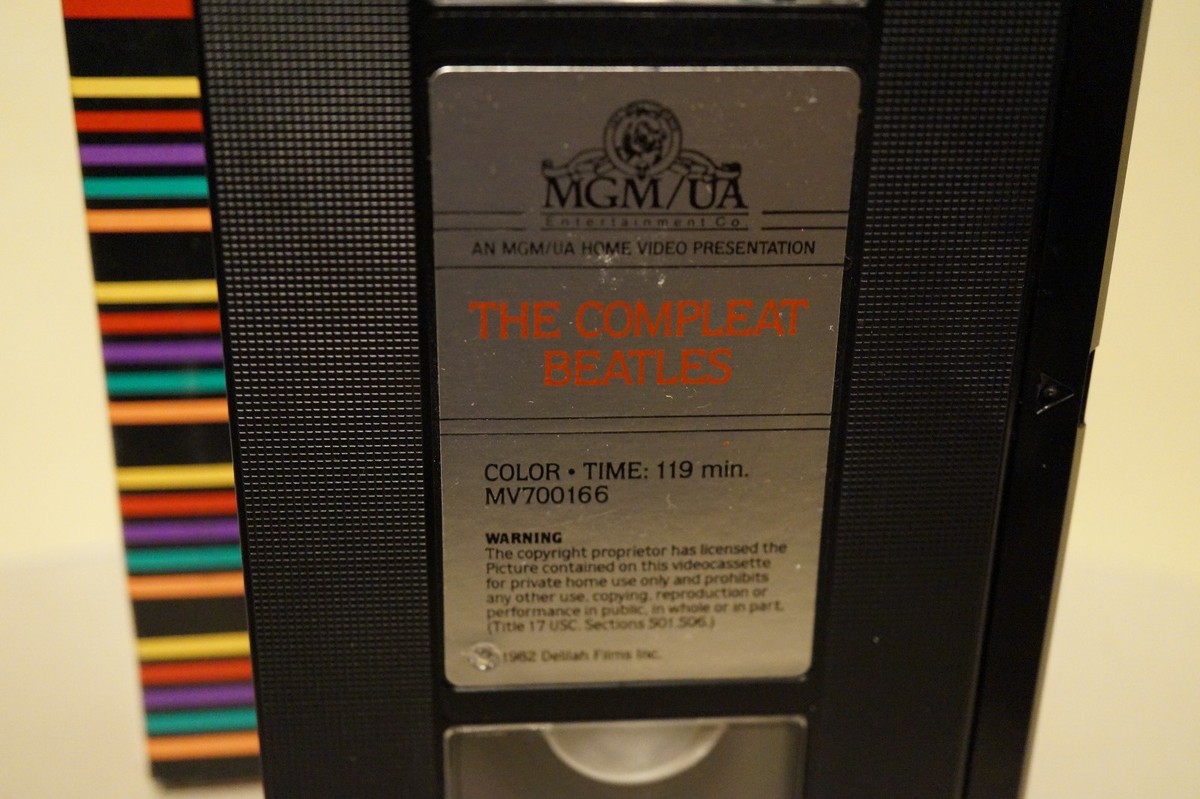 MGM/UA
Entertainment Co.
AN MGM/UA HOME VIDEO PRESENTATION
THE COMPLEAT
BEATLES
COLOR • TIME: 119 min.
MV700166
WARNING
The copyright proprietor has licensed the
Picture contained on this videocassette
for private home use only and prohibits
any other use, copying, reproduction or
performance in public, in whole or in part.
(Title 17 USC. Sections 501,506.)
1982 Delilah Films Inc.